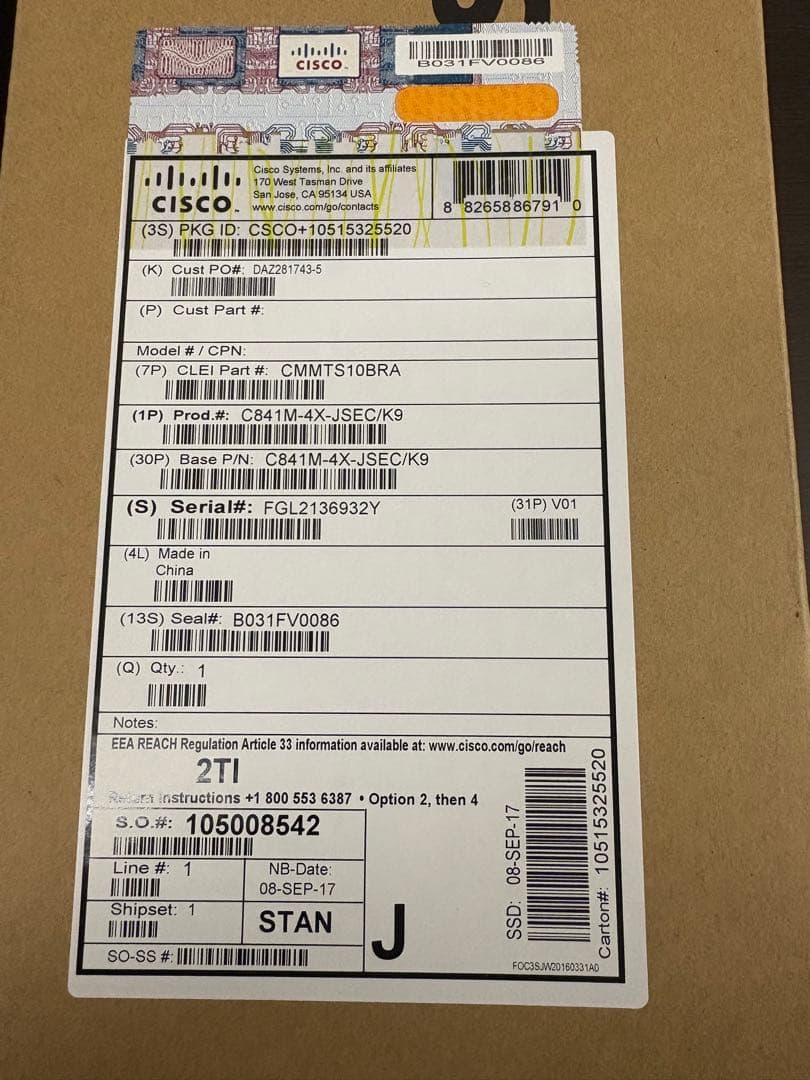 CISCO
B031FV0086
CISCO
Cisco Systems, Inc. and its affiliates
170 West Tasman Drive
San Jose, CA 95134 USA
www.cisco.com/go/contacts
8 82658 86791 0
(3S) PKG ID: CSCO+10515325520
(K) Cust PO#: DAZ281743-5
(P) Cust Part #:
Model # / CPN:
(7P) CLEI Part #: CMMTS10BRA
(1P) Prod.#: C841M-4X-JSEC/K9
(30P) Base P/N: C841M-4X-JSEC/K9
(S) Serial#: FGL2136932Y
(31P) V01
(4L) Made in
China
(13S) Seal#: B031FV0086
(Q) Qty.: 1
Notes:
EEA REACH Regulation Article 33 information available at: www.cisco.com/go/reach
2TI
Return Instructions +1 800 553 6387 • Option 2, then 4
S.O.#: 105008542
Line #: 1
NB-Date:
08-SEP-17
Shipset: 1
STAN
SO-SS #:
J
SSD: 08-SEP-17
Carton#: 10515325520
FOC3SJW20160331A0